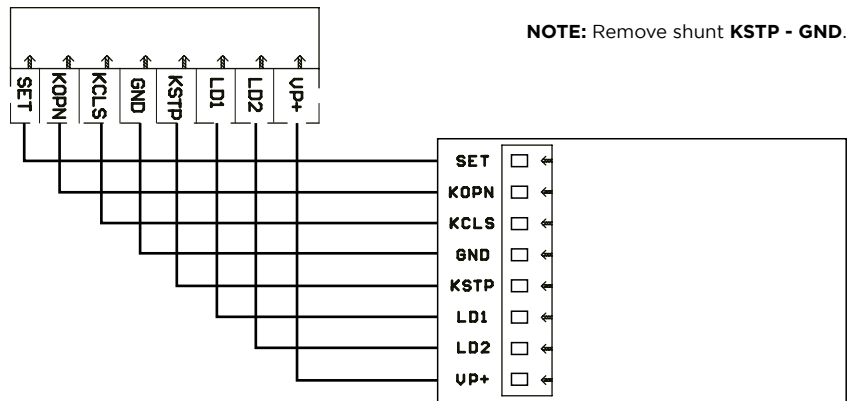 NOTE: Remove shunt KSTP - GND.
SET
KOPN
KCLS
GND
KSTP
LD1
LD2
VP+
SET
KOPN
KCLS
GND
KSTP
LD1
LD2
VP+